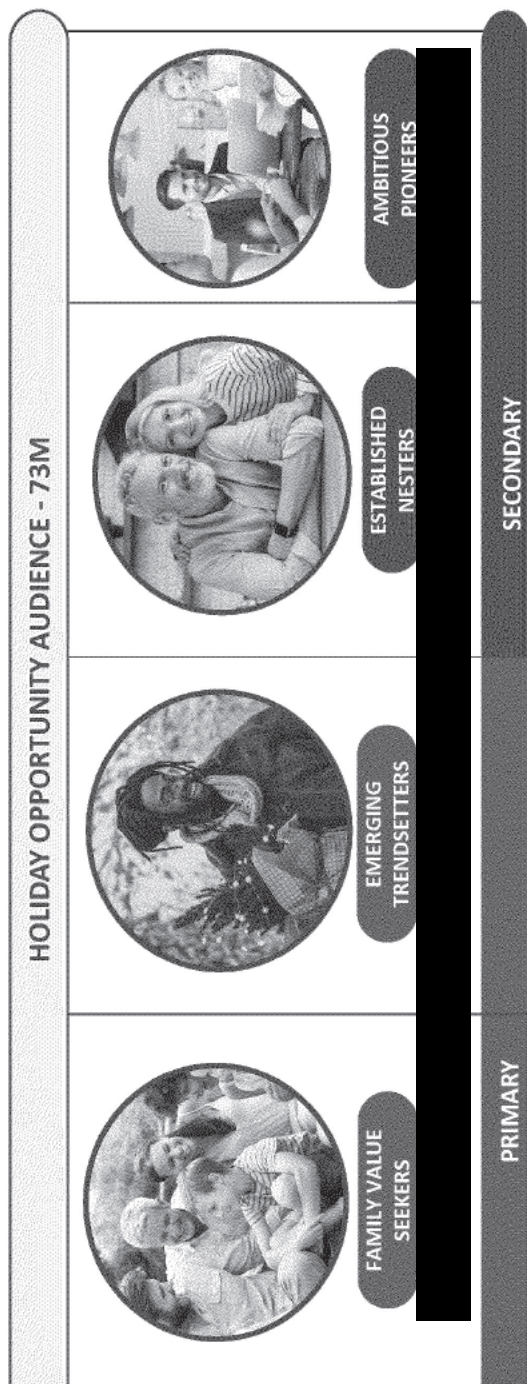 HOLIDAY OPPORTUNITY AUDIENCE - 73M
FAMILY VALUE
SEEKERS
EMERGING
TRENDSETTERS
ESTABLISHED
NESTERS
AMBITIOUS
PIONEERS
PRIMARY
SECONDARY